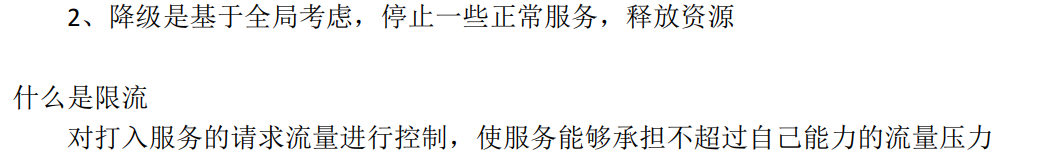 2、降级是基于全局考虑，停止一些正常服务，释放资源
什么是限流
对打入服务的请求流量进行控制，使服务能够承担不超过自己能力的流量压力